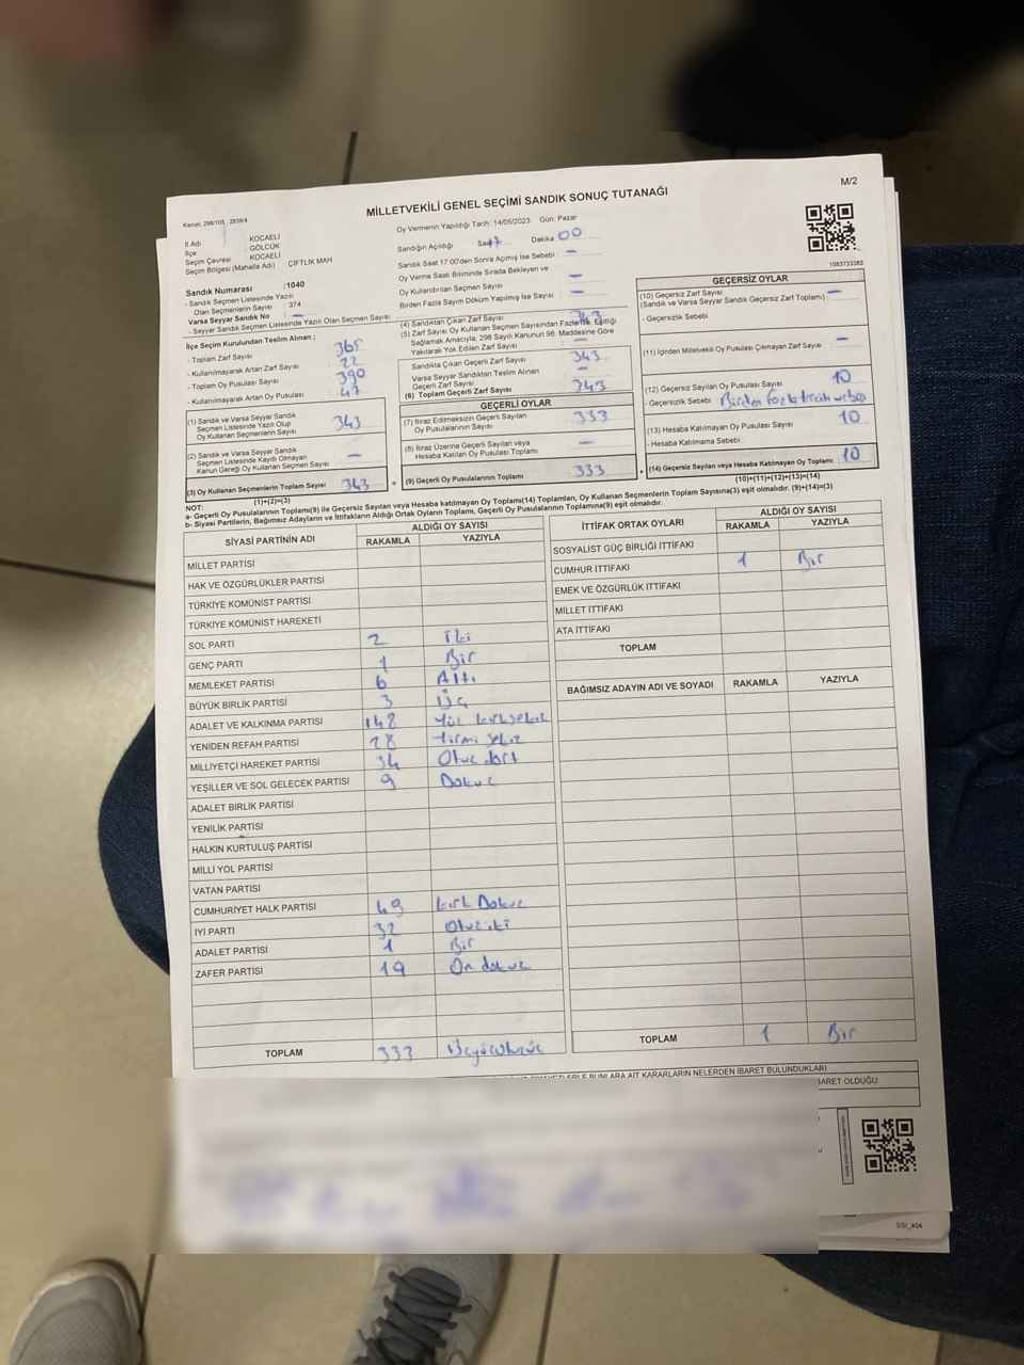 M/2
MİLLETVEKİLİ GENEL SEÇİMİ SANDIK SONUÇ TUTANAĞI
Oy Vermenin Yapıldığı Tarih: 14/05/2023 Gün: Pazar
İl Adı KOCAELİ
İlçe GÖLCÜK
Seçim Çevresi KOCAELİ
Seçim Bölgesi (Mahalle Adı) ÇİFTLİK MAH
Sandığın Açıldığı Saat Dakika 00
Sandık Saat 17:00'den Sonra Açılmış İse Sebebi -
Oy Verme Saati Bitiminde Sırada Bekleyen ve
Oy Kullandırılan Seçmen Sayısı -
Birden Fazla Sayım Döküm Yapılmış İse Sayısı -
Sandık Numarası :1040
- Sandık Seçmen Listesinde Yazılı
Olan Seçmenlerin Sayısı : 374
Varsa Seyyar Sandık No -
- Seyyar Sandık Seçmen Listesinde Yazılı Olan Seçmen Sayısı
İlçe Seçim Kurulundan Teslim Alınan ;
- Toplam Zarf Sayısı 365
- Kullanılmayarak Artan Zarf Sayısı 22
- Toplam Oy Pusulası Sayısı 390
- Kullanılmayarak Artan Oy Pusulası 47
(1) Sandık ve Varsa Seyyar Sandık
Seçmen Listesinde Yazılı Olup
Oy Kullanan Seçmenlerin Sayısı 343
(2) Sandık ve Varsa Seyyar Sandık
Seçmen Listesinde Kaydı Olmayan
Kanun Gereği Oy Kullanan Seçmen Sayısı -
(3) Oy Kullanan Seçmenlerin Toplam Sayısı 343
(1)+(2)=(3)
(4) Sandıktan Çıkan Zarf Sayısı 343
(5) Zarf Sayısı Oy Kullanan Seçmen Sayısından Fazla İse, Eşitliği
Sağlamak Amacıyla, 298 Sayılı Kanunun 98. Maddesine Göre
Yakılarak Yok Edilen Zarf Sayısı -
Sandıkta Çıkan Geçerli Zarf Sayısı 343
Varsa Seyyar Sandıktan Teslim Alınan
Geçerli Zarf Sayısı -
(6) Toplam Geçerli Zarf Sayısı 343
GEÇERLİ OYLAR
(7) İtiraz Edilmeksizin Geçerli Sayılan
Oy Pusulalarının Sayısı 333
(8) İtiraz Üzerine Geçerli Sayılan veya
Hesaba Katılan Oy Pusulası Toplamı -
(9) Geçerli Oy Pusulalarının Toplamı 333
GEÇERSİZ OYLAR
(10) Geçersiz Zarf Sayısı
(Sandık ve Varsa Seyyar Sandık Geçersiz Zarf Toplamı) -
- Geçersizlik Sebebi
(11) İçinden Milletvekili Oy Pusulası Çıkmayan Zarf Sayısı -
(12) Geçersiz Sayılan Oy Pusulası Sayısı 10
- Geçersizlik Sebebi Birden fazla tercih
(13) Hesaba Katılmayan Oy Pusulası Sayısı 10
- Hesaba Katılmama Sebebi
(14) Geçersiz Sayılan veya Hesaba Katılmayan Oy Toplamı 10
(10)+(11)+(12)+(13)=(14)
NOT:
a- Geçerli Oy Pusulalarının Toplamı(9) ile Geçersiz Sayılan veya Hesaba katılmayan Oy Toplamı(14) Toplamları, Oy Kullanan Seçmenlerin Toplam Sayısına(3) eşit olmalıdır. (9)+(14)=(3)
b- Siyasi Partilerin, Bağımsız Adayların ve İttifakların Aldığı Ortak Oyların Toplamı, Geçerli Oy Pusulalarının Toplamına(9) eşit olmalıdır.
SİYASİ PARTİNİN ADI ALDIĞI OY SAYISI
RAKAMLA YAZIYLA
MİLLET PARTİSİ
HAK VE ÖZGÜRLÜKLER PARTİSİ
TÜRKİYE KOMÜNİST PARTİSİ
TÜRKİYE KOMÜNİST HAREKETİ
SOL PARTİ 2 İki
GENÇ PARTİ 1 Bir
MEMLEKET PARTİSİ 6 Altı
BÜYÜK BİRLİK PARTİSİ 3 Üç
ADALET VE KALKINMA PARTİSİ 148 Yüz kırksekiz
YENİDEN REFAH PARTİSİ 28 Yirmi sekiz
MİLLİYETÇİ HAREKET PARTİSİ 34 Otuz dört
YEŞİLLER VE SOL GELECEK PARTİSİ 9 Dokuz
ADALET BİRLİK PARTİSİ
YENİLİK PARTİSİ
HALKIN KURTULUŞ PARTİSİ
MİLLİ YOL PARTİSİ
VATAN PARTİSİ
CUMHURİYET HALK PARTİSİ 49 kırk Dokuz
İYİ PARTİ 32 Otuz iki
ADALET PARTİSİ 1 Bir
ZAFER PARTİSİ 19 On dokuz
TOPLAM 333 Üçyüzotuzüç
İTTİFAK ORTAK OYLARI ALDIĞI OY SAYISI
RAKAMLA YAZIYLA
SOSYALİST GÜÇ BİRLİĞİ İTTİFAKI
CUMHUR İTTİFAKI 1 Bir
EMEK VE ÖZGÜRLÜK İTTİFAKI
MİLLET İTTİFAKI
ATA İTTİFAKI
TOPLAM
BAĞIMSIZ ADAYIN ADI VE SOYADI RAKAMLA YAZIYLA
TOPLAM 1 Bir
BUNLARA AİT KARARLARIN NELERDEN İBARET BULUNDUKLARI
İBARET OLDUĞU